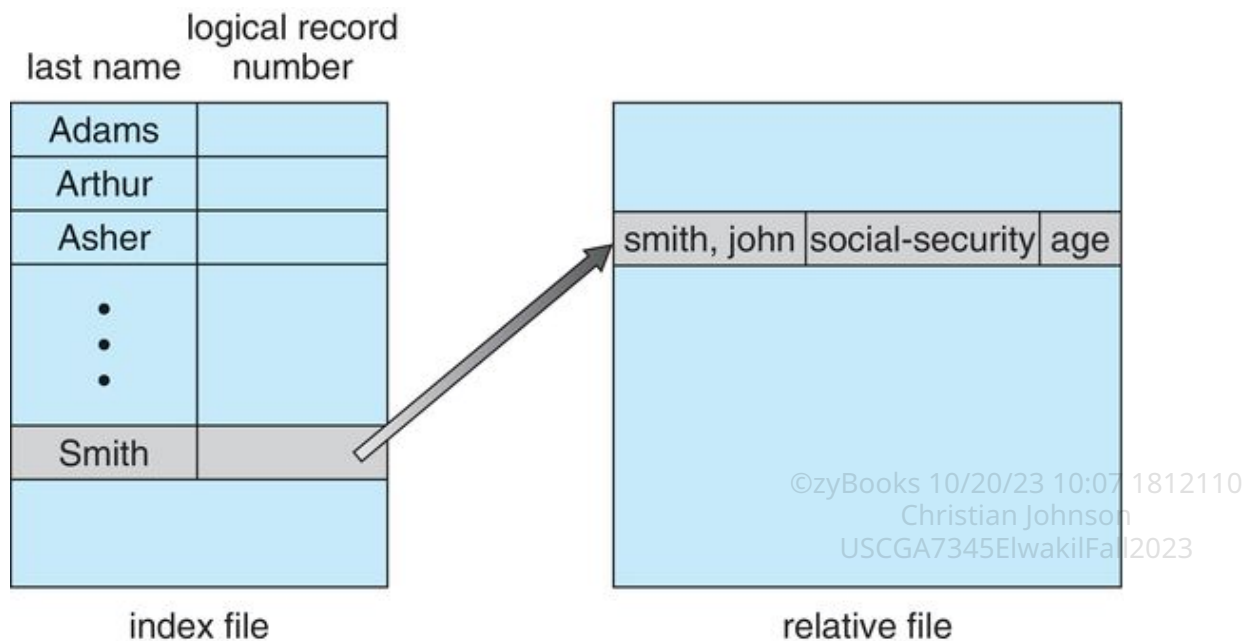 logical record
last name number
Adams
Arthur
Asher
Smith
index file
smith, john social-security age
relative file
©zyBooks 10/20/23 10:07 1812110
Christian Johnson
USCGA7345ElwakilFall2023